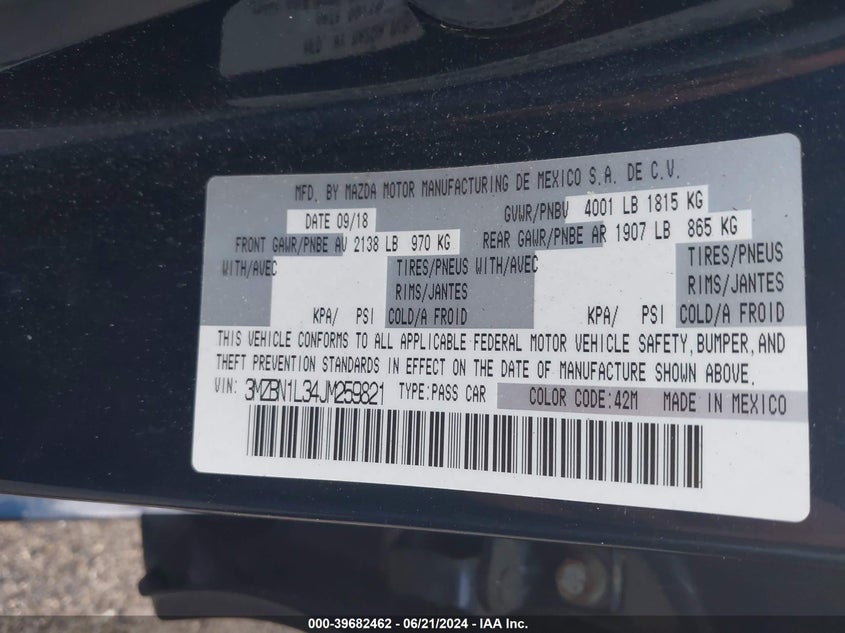 MFD. BY MAZDA MOTOR MANUFACTURING DE MEXICO S.A. DE C.V.
DATE 09/18 GVWR/PNBV 4001 LB 1815 KG
FRONT GAWR/PNBE AV 2138 LB 970 KG REAR GAWR/PNBE AR 1907 LB 865 KG
WITH/AVEC TIRES/PNEUS WITH/AVEC TIRES/PNEUS
RIMS/JANTES RIMS/JANTES
KPA/ PSI COLD/A FROID KPA/ PSI COLD/A FROID
THIS VEHICLE CONFORMS TO ALL APPLICABLE FEDERAL MOTOR VEHICLE SAFETY, BUMPER, AND
THEFT PREVENTION STANDARDS IN EFFECT ON THE DATE OF MANUFACTURE SHOWN ABOVE.
VIN: 3MZBN1L34JM259821 TYPE:PASS CAR COLOR CODE:42M MADE IN MEXICO
000-39682462 - 06/21/2024 - IAA Inc.